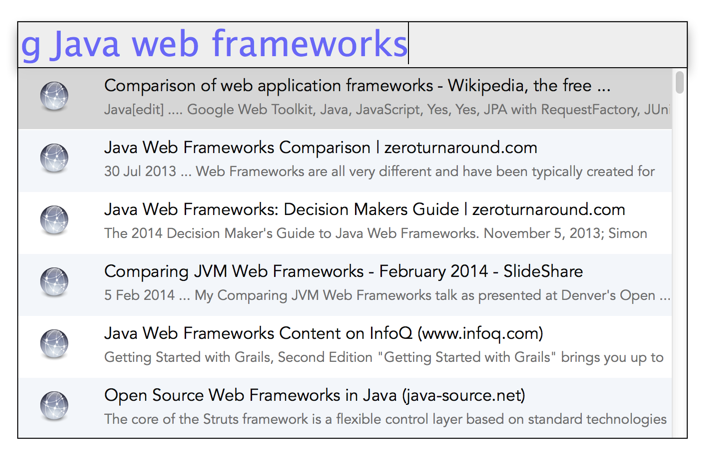 g Java web frameworks
Comparison of web application frameworks - Wikipedia, the free ...
Java[edit] .... Google Web Toolkit, Java, JavaScript, Yes, Yes, JPA with RequestFactory, JUn
Java Web Frameworks Comparison | zeroturnaround.com
30 Jul 2013 ... Web Frameworks are all very different and have been typically created for
Java Web Frameworks: Decision Makers Guide | zeroturnaround.com
The 2014 Decision Maker's Guide to Java Web Frameworks. November 5, 2013; Simon
Comparing JVM Web Frameworks - February 2014 - SlideShare
5 Feb 2014 ... My Comparing JVM Web Frameworks talk as presented at Denver's Open ...
Java Web Frameworks Content on InfoQ (www.infoq.com)
Getting Started with Grails, Second Edition "Getting Started with Grails" brings you up to
Open Source Web Frameworks in Java (java-source.net)
The core of the Struts framework is a flexible control layer based on standard technologies